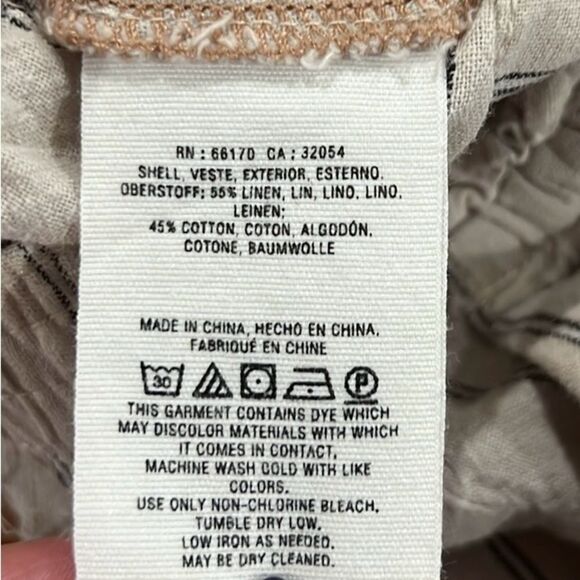 RN : 66170 CA : 32054
SHELL, VESTE, EXTERIOR, ESTERNO.
OBERSTOFF: 55% LINEN, LIN, LINO, LINO,
LEINEN;
45% COTTON, COTON, ALGODÓN,
COTONE, BAUMWOLLE
MADE IN CHINA, HECHO EN CHINA,
FABRIQUÉ EN CHINE
30 P
THIS GARMENT CONTAINS DYE WHICH
MAY DISCOLOR MATERIALS WITH WHICH
IT COMES IN CONTACT,
MACHINE WASH COLD WITH LIKE
COLORS.
USE ONLY NON-CHLORINE BLEACH.
TUMBLE DRY LOW.
LOW IRON AS NEEDED.
MAY BE DRY CLEANED.